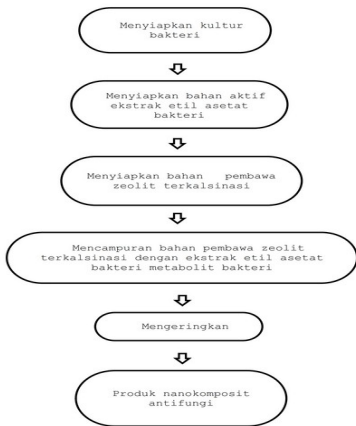 Menyiapkan kultur
bakteri
Menyiapkan bahan aktif
ekstrak etil asetat
bakteri
Menyiapkan bahan pembawa
zeolit terkalsinasi
Mencampuran bahan pembawa zeolit
terkalsinasi dengan ekstrak etil asetat
bakteri metabolit bakteri
Mengeringkan
Produk nanokomposit
antifungi